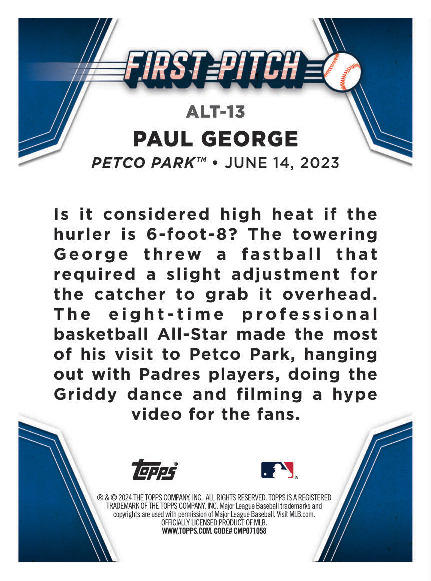 FIRST PITCH
ALT-13
PAUL GEORGE
PETCO PARK™ • JUNE 14, 2023
Is it considered high heat if the
hurler is 6-foot-8? The towering
George threw a fastball that
required a slight adjustment for
the catcher to grab it overhead.
The eight-time professional
basketball All-Star made the most
of his visit to Petco Park, hanging
out with Padres players, doing the
Griddy dance and filming a hype
video for the fans.
Topps
® & © 2024 THE TOPPS COMPANY, INC. ALL RIGHTS RESERVED. TOPPS IS A REGISTERED
TRADEMARK OF THE TOPPS COMPANY, INC. Major League Baseball trademarks and
copyrights are used with permission of Major League Baseball. Visit MLB.com.
OFFICIALLY LICENSED PRODUCT OF MLB.
WWW.TOPPS.COM. CODE# CMP071058